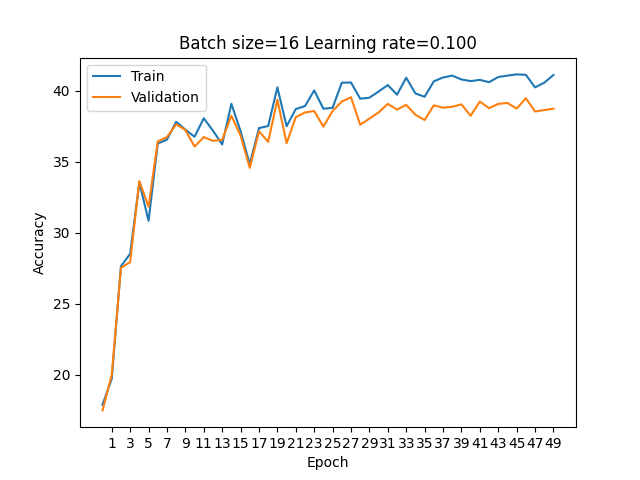 Batch size=16 Learning rate=0.100
Train
Validation
Accuracy
40
35
30
25
20
1 3 5 7 9 11 13 15 17 19 21 23 25 27 29 31 33 35 37 39 41 43 45 47 49
Epoch